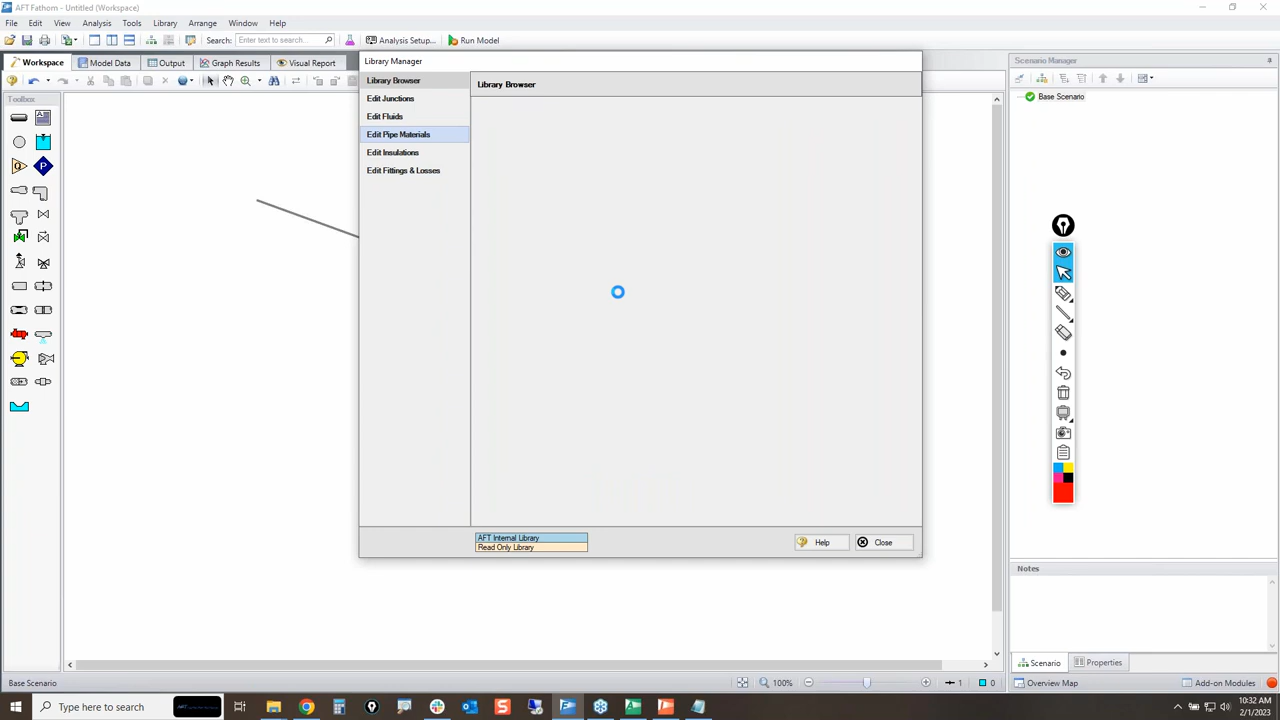 AFT Fathom - Untitled (Workspace)
File Edit View Analysis Tools Library Arrange Window Help
Search: Enter text to search... Analysis Setup... Run Model
Workspace Model Data Output Graph Results Visual Report
Toolbox
Library Manager
Library Browser
Edit Junctions
Edit Fluids
Edit Pipe Materials
Edit Insulations
Edit Fittings & Losses
Library Browser
AFT Internal Library
Read Only Library
Help Close
Scenario Manager
Base Scenario
Notes
Scenario Properties
Base Scenario 100% 1 0 Overview Map Add-on Modules
Type here to search
10:32 AM
2/1/2023